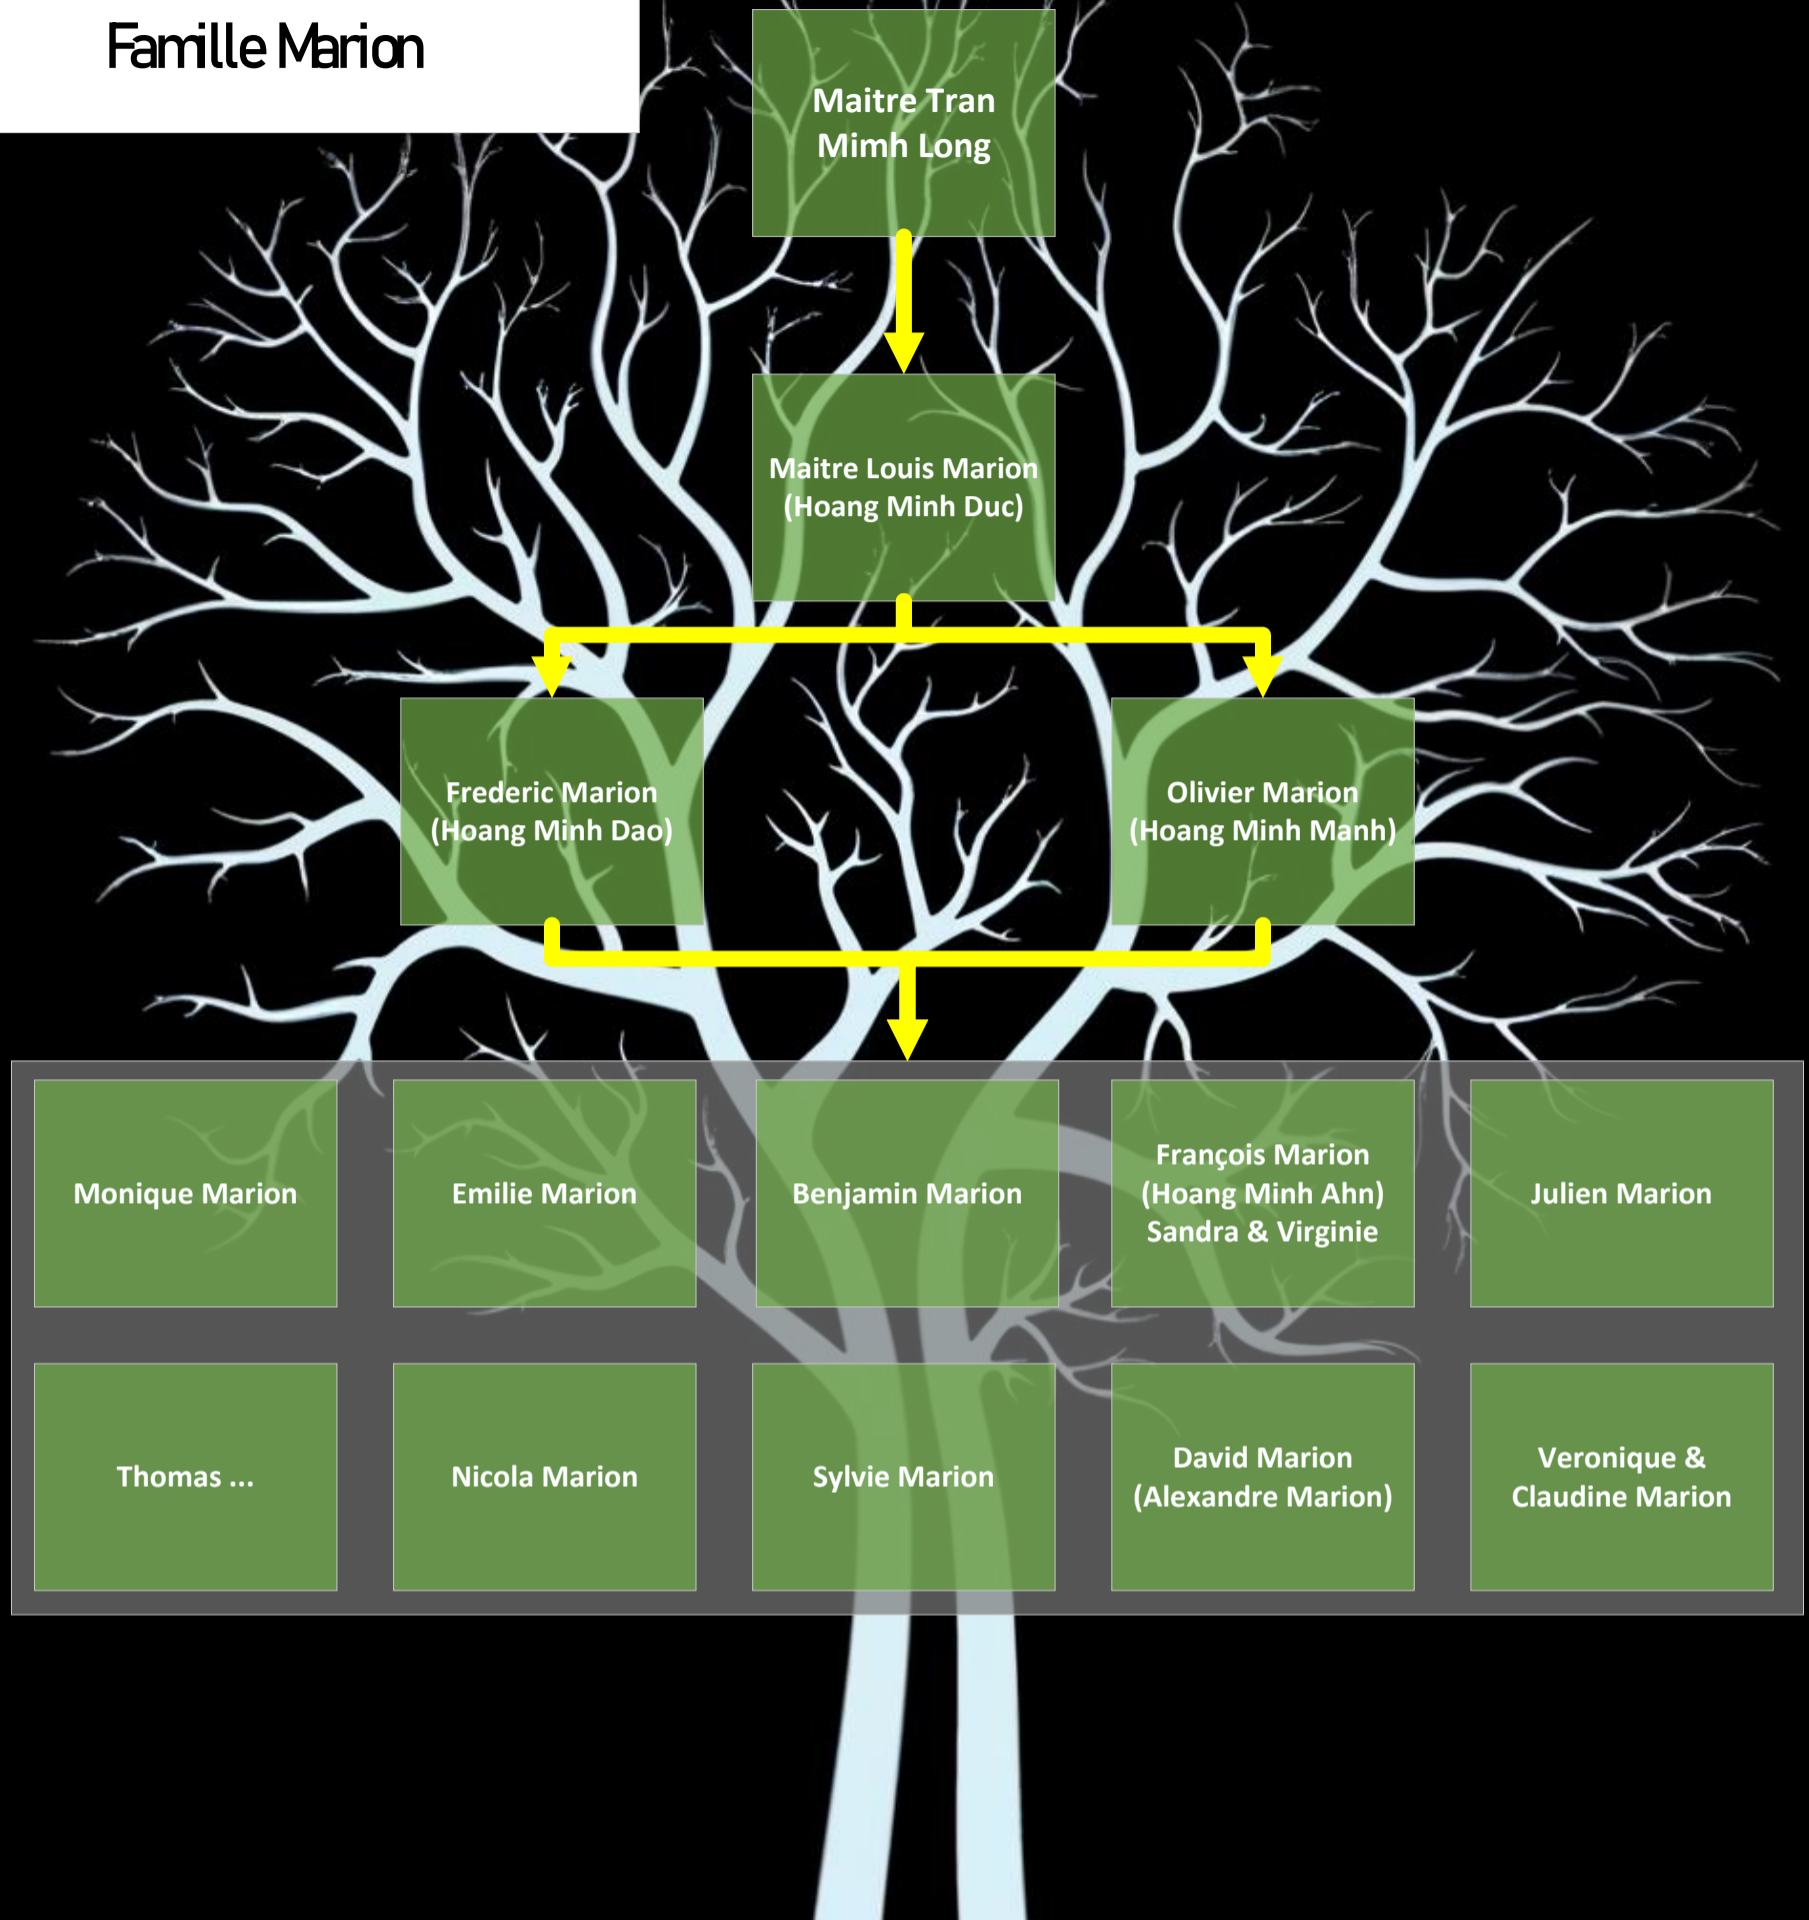 Famille Marion
Maitre Tran
Mimh Long
Maitre Louis Marion
(Hoang Minh Duc)
Frederic Marion
(Hoang Minh Dao)
Olivier Marion
(Hoang Minh Manh)
Monique Marion
Emilie Marion
Benjamin Marion
François Marion
(Hoang Minh Ahn)
Sandra & Virginie
Julien Marion
Thomas ...
Nicola Marion
Sylvie Marion
David Marion
(Alexandre Marion)
Veronique &
Claudine Marion